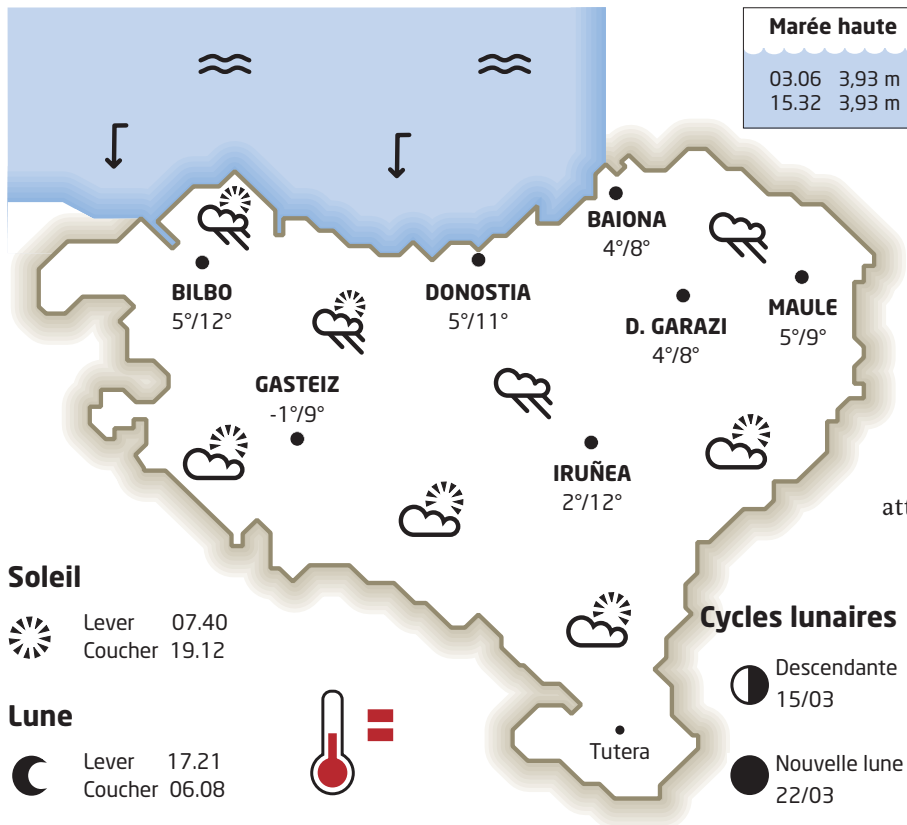 Marée haute
03.06 3,93 m
15.32 3,93 m
BAIONA
4°/8°
BILBO
5°/12°
DONOSTIA
5°/11°
D. GARAZI
4°/8°
MAULE
5°/9°
GASTEIZ
-1°/9°
IRUÑEA
2°/12°
att
Soleil
Lever 07.40
Coucher 19.12
Lune
Lever 17.21
Coucher 06.08
Tutera
Cycles lunaires
Descendante
15/03
Nouvelle lune
22/03